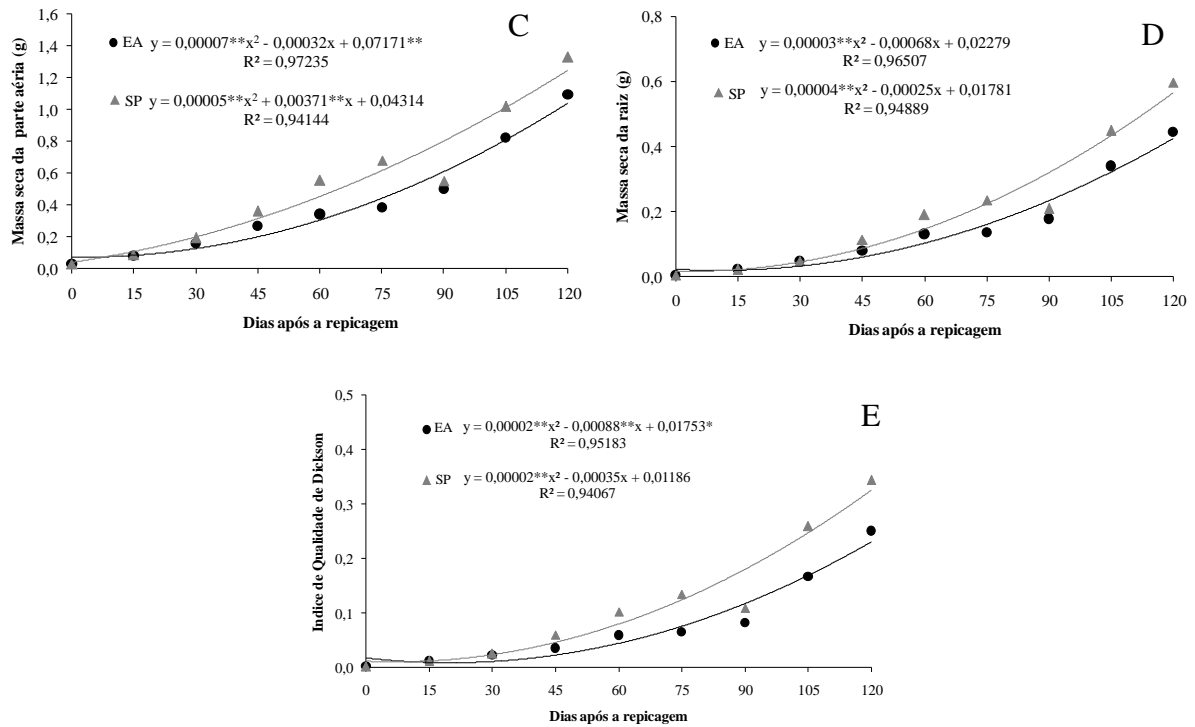 C
EA y = 0,00007**x² - 0,00032x + 0,07171**
R² = 0,97235
SP y = 0,00005**x² + 0,00371**x + 0,04314
R² = 0,94144
Massa seca da parte aéria (g)
1,6
1,4
1,2
1,0
0,8
0,6
0,4
0,2
0,0
0 15 30 45 60 75 90 105 120
Dias após a repicagem
D
EA y = 0,00003**x² - 0,00068x + 0,02279
R² = 0,96507
SP y = 0,00004**x² - 0,00025x + 0,01781
R² = 0,94889
Massa seca da raiz (g)
0,8
0,6
0,4
0,2
0,0
0 15 30 45 60 75 90 105 120
Dias após a repicagem
E
EA y = 0,00002**x² - 0,00088**x + 0,01753*
R² = 0,95183
SP y = 0,00002**x² - 0,00035x + 0,01186
R² = 0,94067
Indice de Qualidade de Dickson
0,5
0,4
0,3
0,2
0,1
0,0
0 15 30 45 60 75 90 105 120
Dias após a repicagem